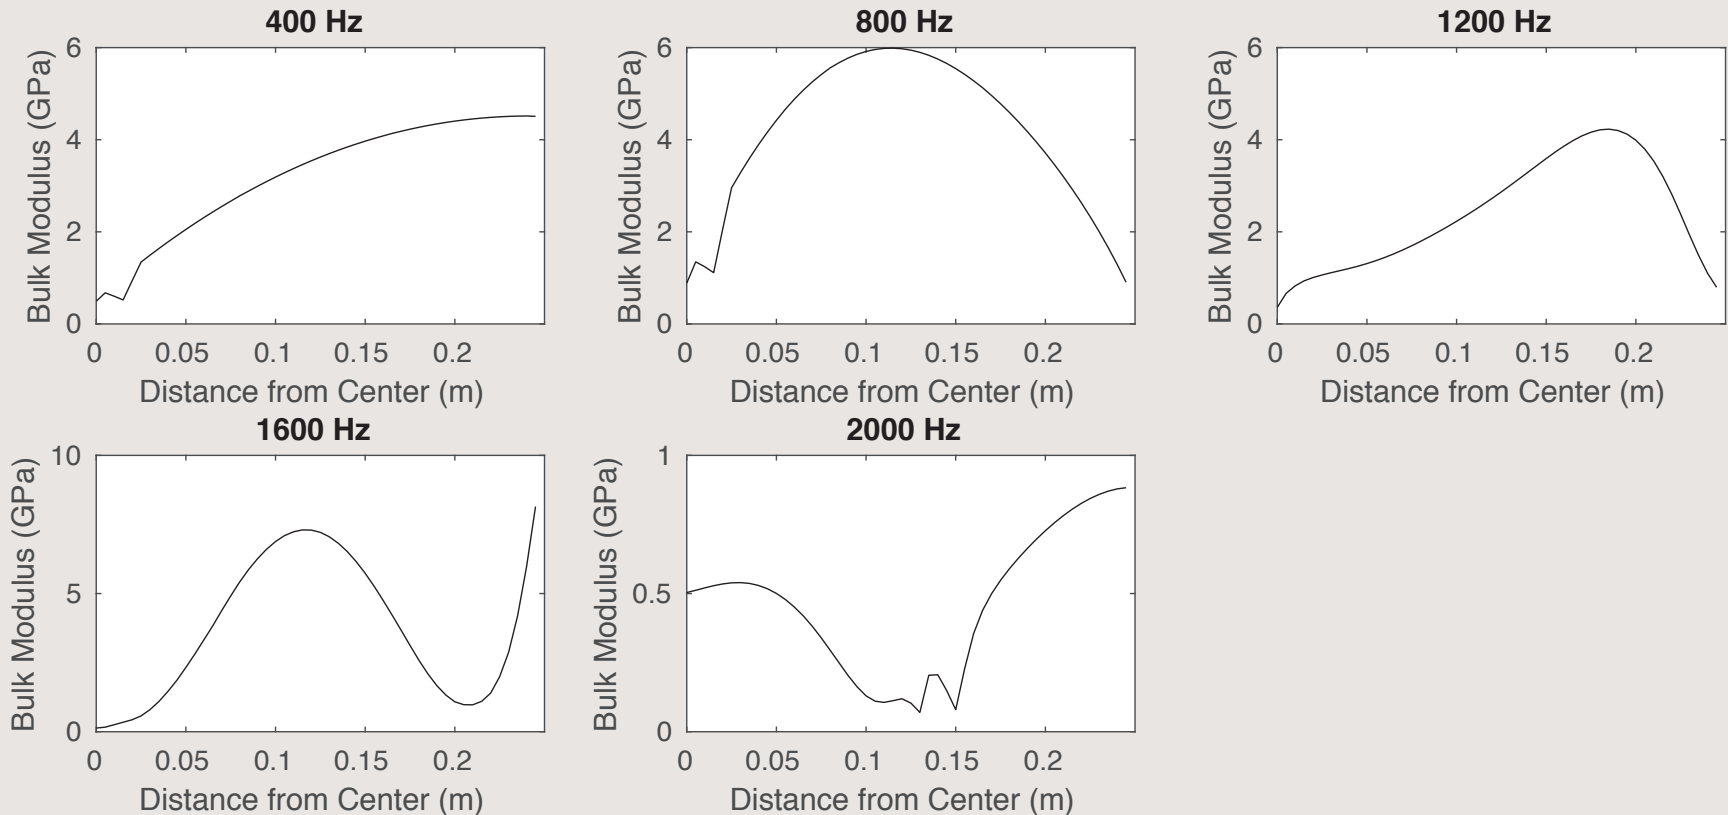 400 Hz
Bulk Modulus (GPa)
6
4
2
0
0 0.05 0.1 0.15 0.2
Distance from Center (m)
800 Hz
Bulk Modulus (GPa)
6
4
2
0
0 0.05 0.1 0.15 0.2
Distance from Center (m)
1200 Hz
Bulk Modulus (GPa)
6
4
2
0
0 0.05 0.1 0.15 0.2
Distance from Center (m)
1600 Hz
Bulk Modulus (GPa)
10
5
0
0 0.05 0.1 0.15 0.2
Distance from Center (m)
2000 Hz
Bulk Modulus (GPa)
1
0.5
0
0 0.05 0.1 0.15 0.2
Distance from Center (m)